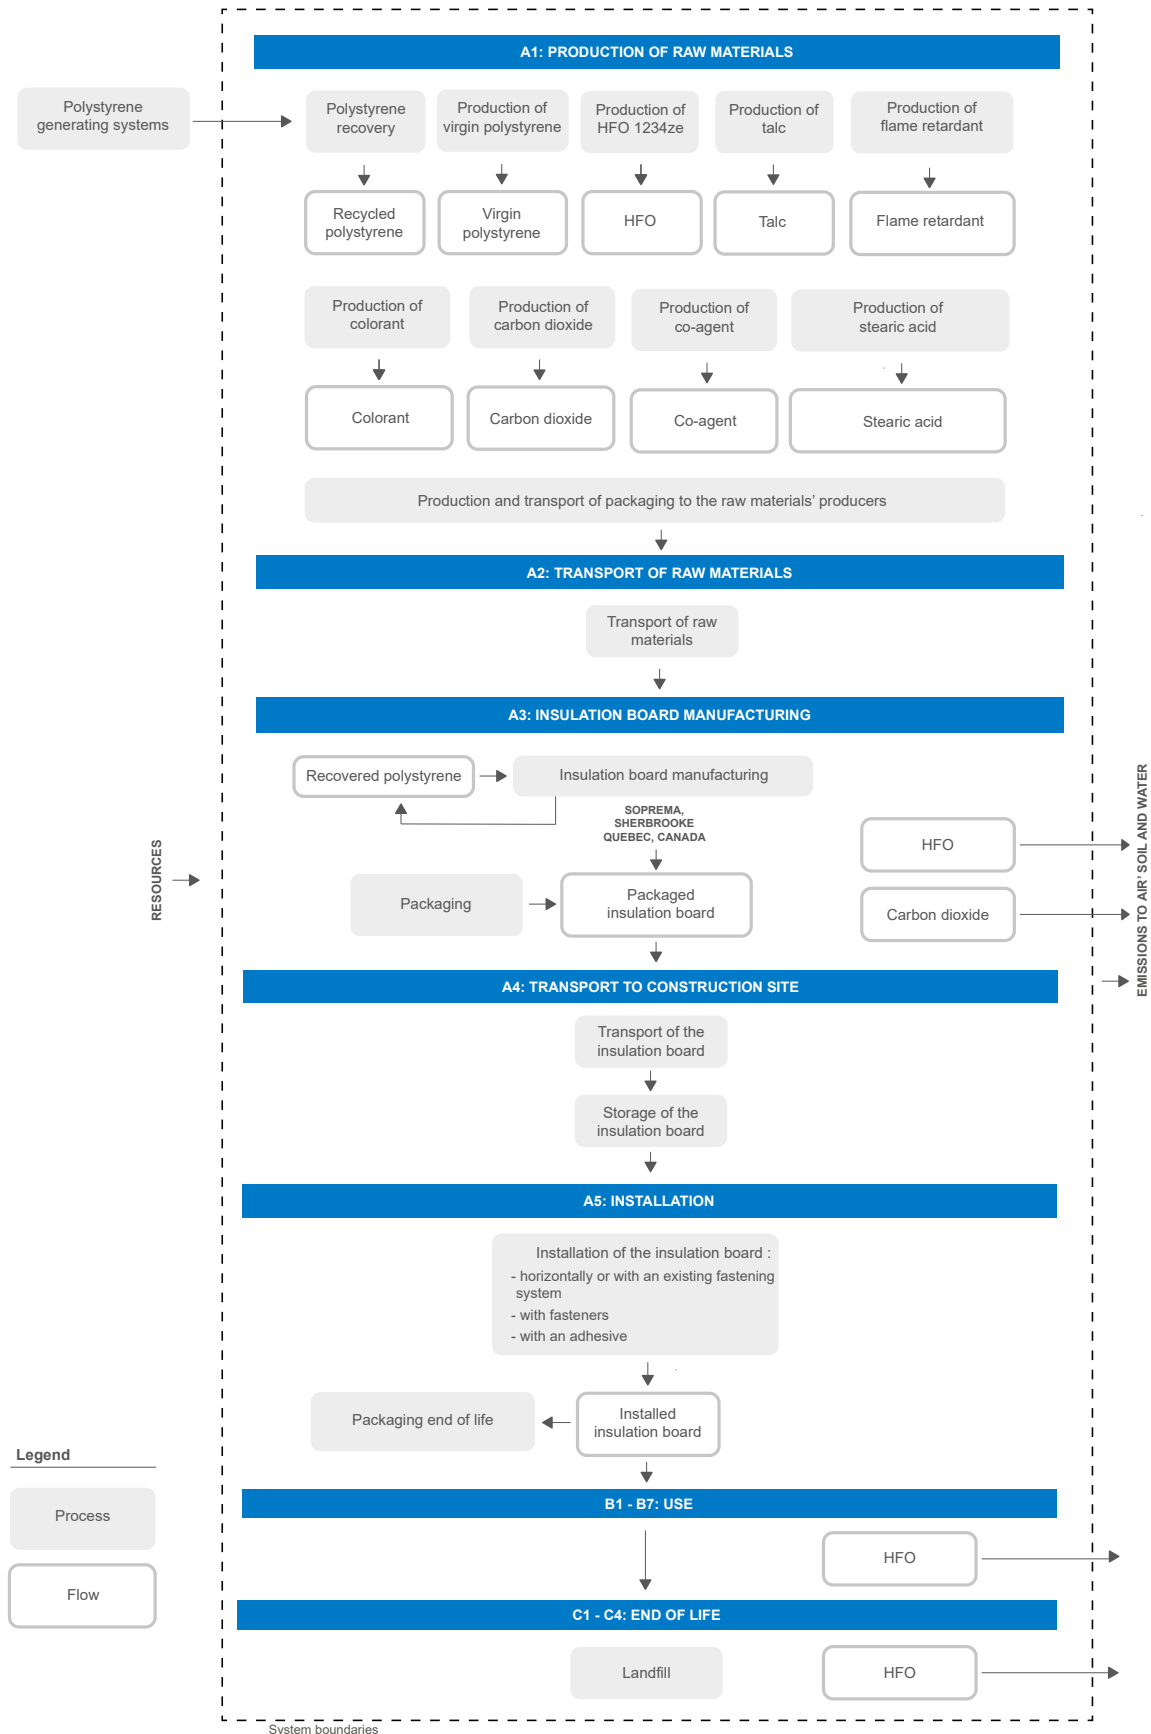 A1: PRODUCTION OF RAW MATERIALS
Polystyrene
generating systems
Polystyrene
recovery
Production of
virgin polystyrene
Production of
HFO 1234ze
Production of
talc
Production of
flame retardant
Recycled
polystyrene
Virgin
polystyrene
HFO
Talc
Flame retardant
Production of
colorant
Production of
carbon dioxide
Production of
co-agent
Production of
stearic acid
Colorant
Carbon dioxide
Co-agent
Stearic acid
Production and transport of packaging to the raw materials’ producers
A2: TRANSPORT OF RAW MATERIALS
Transport of raw
materials
A3: INSULATION BOARD MANUFACTURING
Recovered polystyrene
Insulation board manufacturing
SOPREMA,
SHERBROOKE
QUEBEC, CANADA
HFO
RESOURCES
Packaging
Packaged
insulation board
Carbon dioxide
EMISSIONS TO AIR’ SOIL AND WATER
A4: TRANSPORT TO CONSTRUCTION SITE
Transport of the
insulation board
Storage of the
insulation board
A5: INSTALLATION
Installation of the insulation board :
- horizontally or with an existing fastening
system
- with fasteners
- with an adhesive
Packaging end of life
Installed
insulation board
Legend
Process
Flow
B1 - B7: USE
HFO
C1 - C4: END OF LIFE
Landfill
HFO
System boundaries